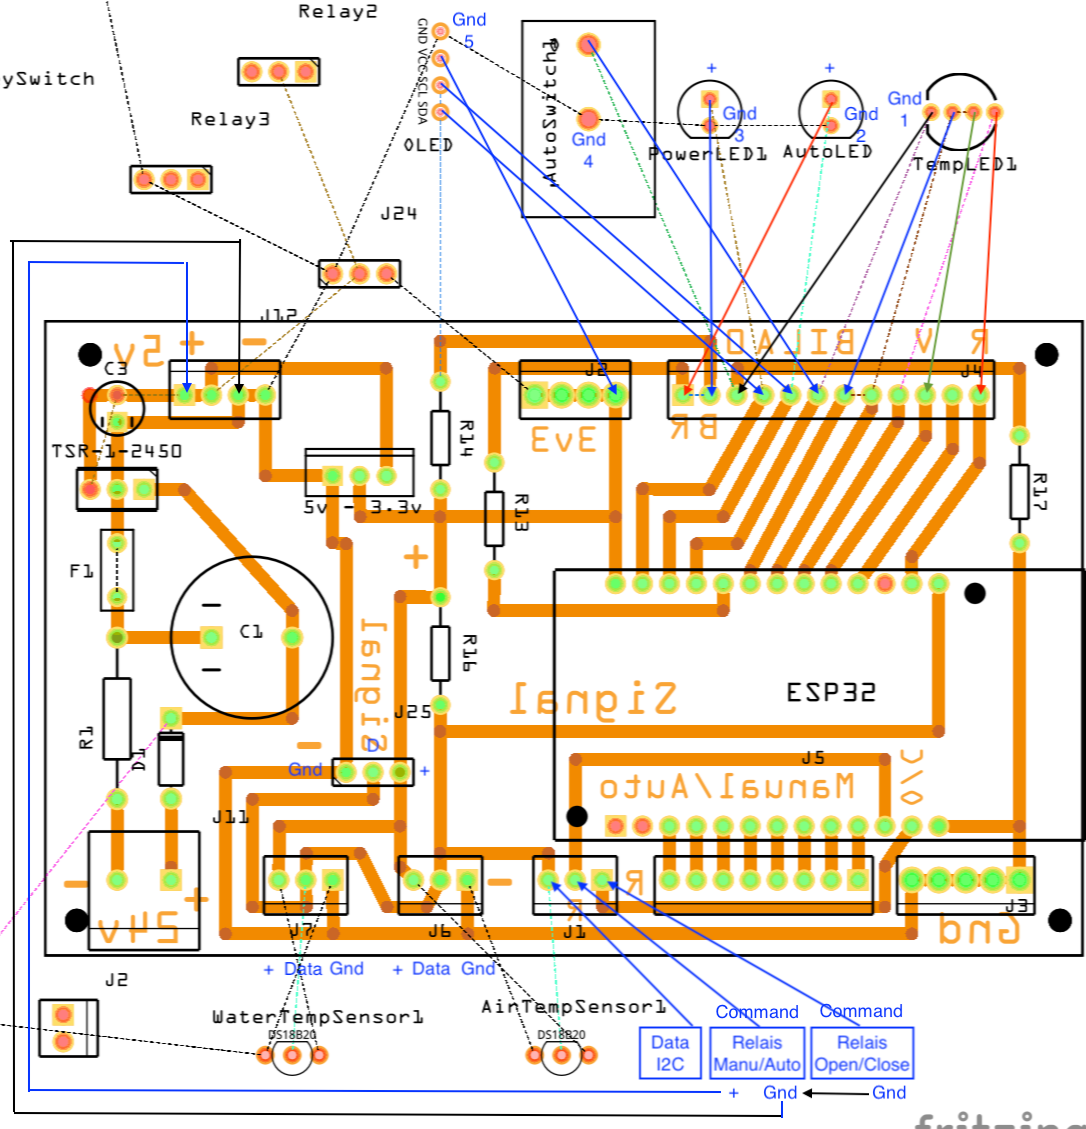 Relay2
Gnd
5
GND
VCC
SCL
SDA
ySwitch
Relay3
OLED
AutoSwitch1
Gnd
4
+
Gnd
3
PowerLED1
+
Gnd
2
AutoLED
Gnd
1
TempLED1
J24
J12
5v + -
C3
J2
3v3
BR
BR
O A LI B
V
R
J4
TSR-1-2450
5v - 3.3v
R14
R13
R17
+
F1
C1
signal
Signal
R16
ESP32
J25
R1
D1
-
D
Gnd
+
J5
Manual/Auto
O/C
J11
-
+
24v
J7
J6
-
J1
R
R
J3
Gnd
+ Data Gnd
+ Data Gnd
J2
WaterTempSensor1
DS18B20
AirTempSensor1
DS18B20
Command
Command
Data
I2C
Relais
Manu/Auto
Relais
Open/Close
+ Gnd
Gnd
fritzing